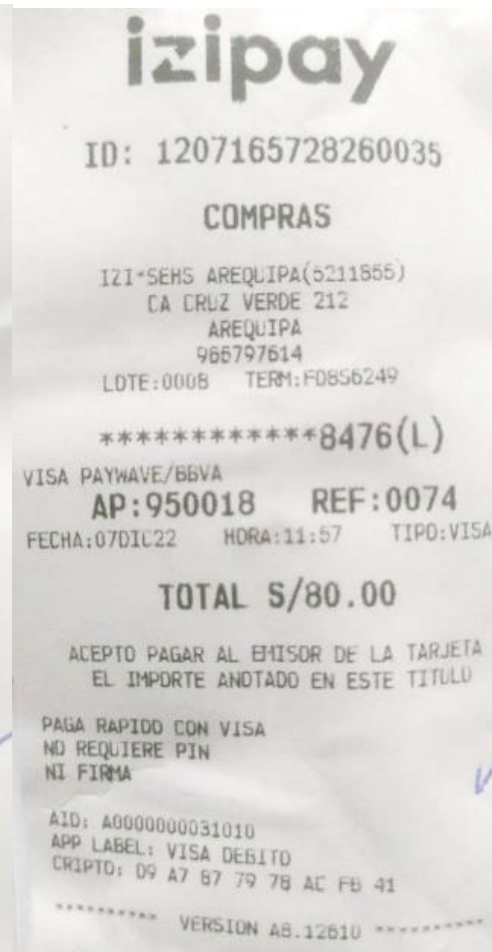 izipay
ID: 1207165728260035
COMPRAS
IZI*SEHS AREQUIPA(5211855)
CA CRUZ VERDE 212
AREQUIPA
966797614
LOTE:0008 TERM:FD8S6249
************8476(L)
VISA PAYWAVE/BBVA
AP:950018 REF:0074
FECHA:07DIC22 HORA:11:57 TIPO:VISA
TOTAL S/80.00
ACEPTO PAGAR AL EMISOR DE LA TARJETA
EL IMPORTE ANOTADO EN ESTE TITULO
PAGA RAPIDO CON VISA
NO REQUIERE PIN
NI FIRMA
AID: A0000000031010
APP LABEL: VISA DEBITO
CRIPTO: D9 A7 87 79 78 AC FB 41
********** VERSION A8.12610 **********